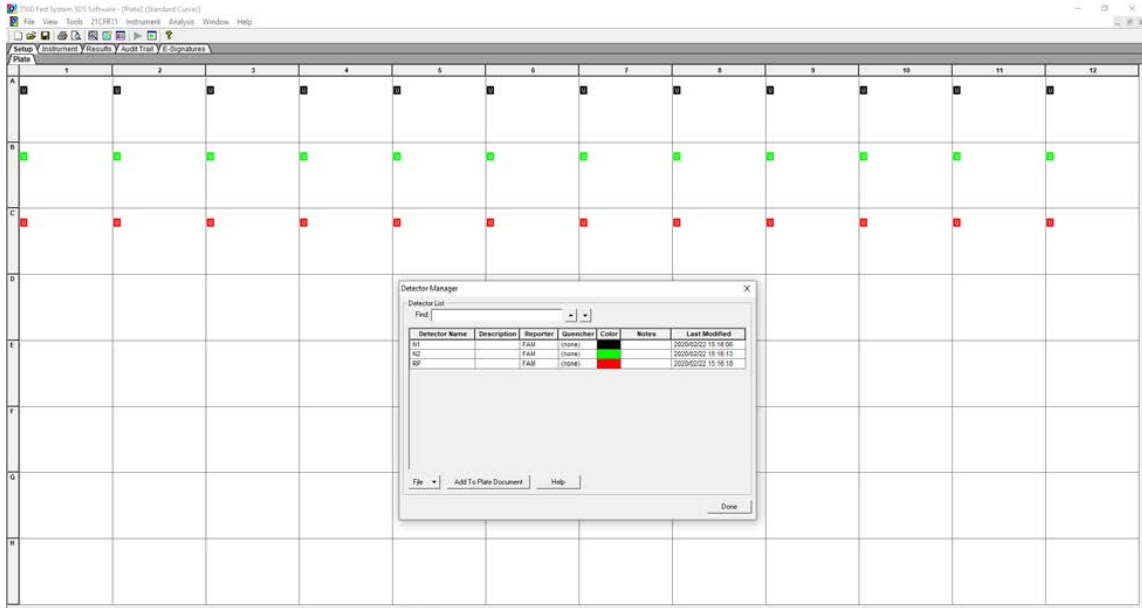 7500 Fast System SDS Software - [Plate2 (Standard Curve)]
File View Tools 21CFR11 Instrument Analysis Window Help
Setup Instrument Results Audit Trail E-Signatures
Plate
1 2 3 4 5 6 7 8 9 10 11 12
A
U U U U U U U U U U U U
B
U U U U U U U U U U U U
C
U U U U U U U U U U U U
D
Detector Manager
Detector List
Find:
Detector Name Description Reporter Quencher Color Notes Last Modified
N1 FAM (none) 2020/02/22 15:16:06
N2 FAM (none) 2020/02/22 15:16:13
RP FAM (none) 2020/02/22 15:16:18
E
F
G
File Add To Plate Document Help
Done
H